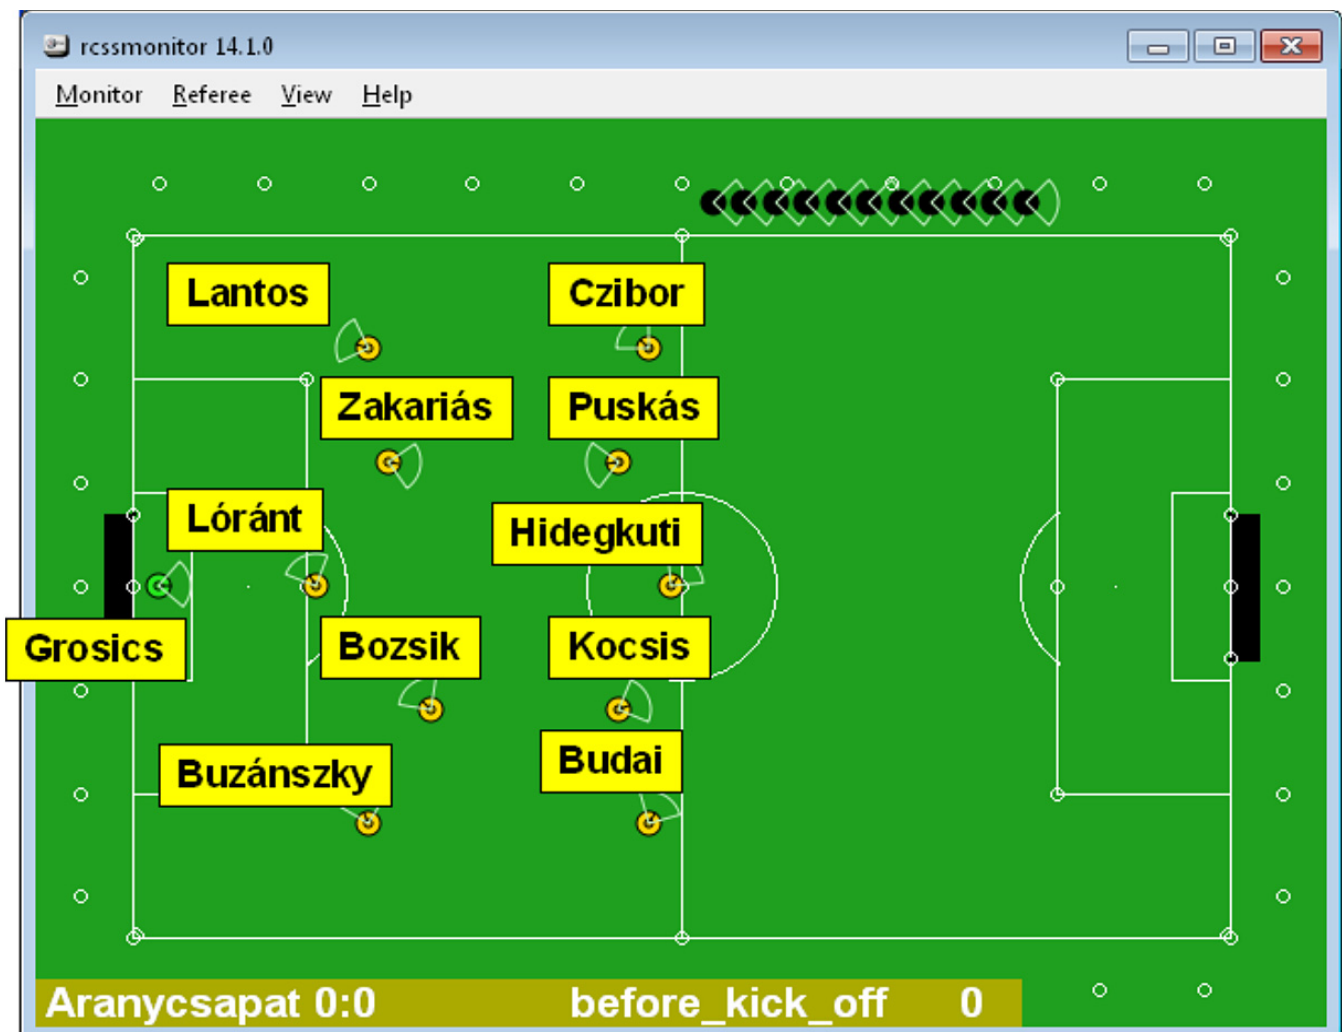 rcssmonitor 14.1.0
Monitor Referee View Help
Lantos
Czibor
Zakariás
Puskás
Lóránt
Hidegkuti
Grosics
Bozsik
Kocsis
Buzánszky
Budai
Aranycsapat 0:0 before_kick_off 0